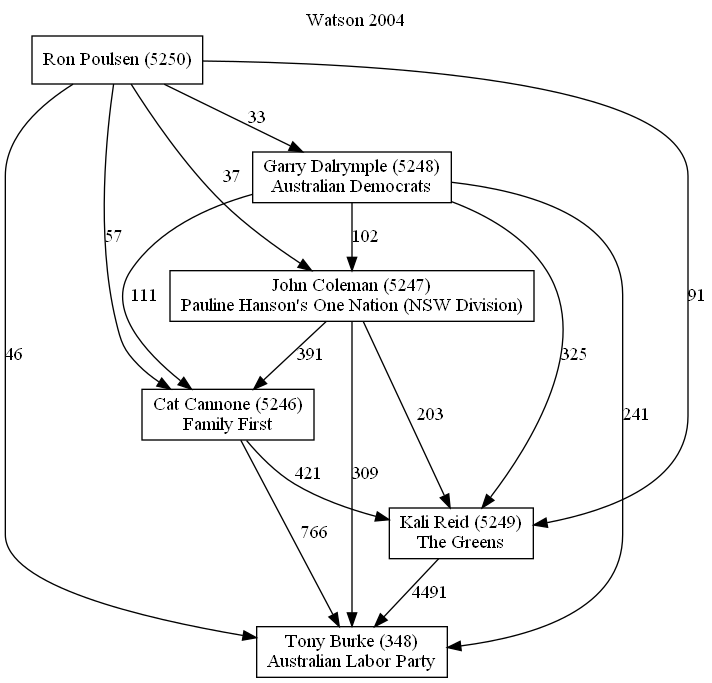 Watson 2004
Ron Poulsen (5250)
33
Garry Dalrymple (5248)
Australian Democrats
37
57
102
John Coleman (5247)
Pauline Hanson's One Nation (NSW Division)
111
91
46
391
325
Cat Cannone (5246)
Family First
203
241
421
309
Kali Reid (5249)
The Greens
766
4491
Tony Burke (348)
Australian Labor Party